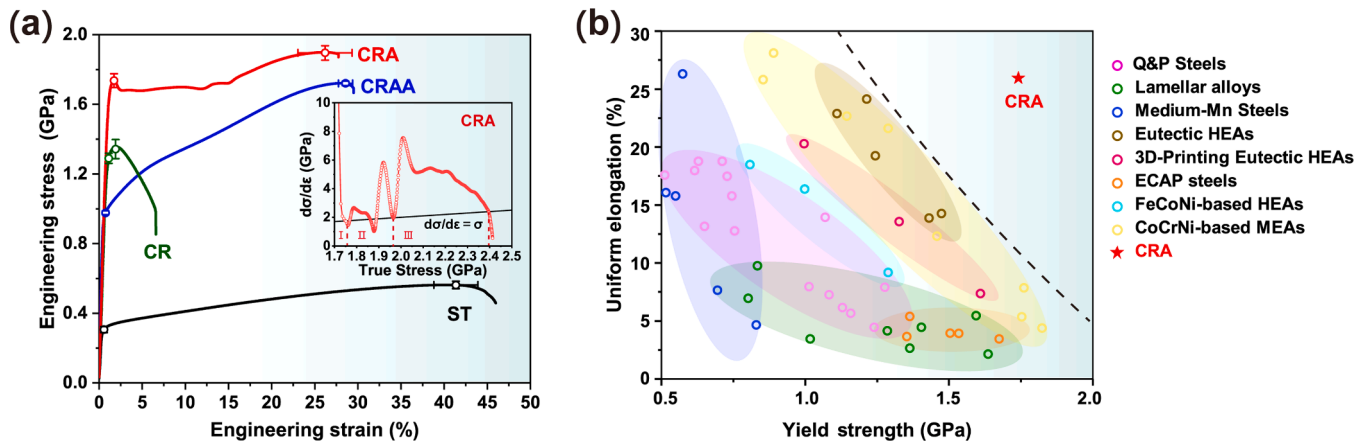 (a)
2.0
1.6
1.2
0.8
0.4
0.0
Engineering stress (GPa)
0 5 10 15 20 25 30 35 40 45 50
Engineering strain (%)
CRA
CRAA
CR
ST
10
8
6
4
2
0
dσ/dε (GPa)
CRA
I II III
dσ/dε = σ
1.7 1.8 1.9 2.0 2.1 2.2 2.3 2.4 2.5
True Stress (GPa)
(b)
30
25
20
15
10
5
0
Uniform elongation (%)
0.5 1.0 1.5 2.0
Yield strength (GPa)
CRA
Q&P Steels
Lamellar alloys
Medium-Mn Steels
Eutectic HEAs
3D-Printing Eutectic HEAs
ECAP steels
FeCoNi-based HEAs
CoCrNi-based MEAs
CRA